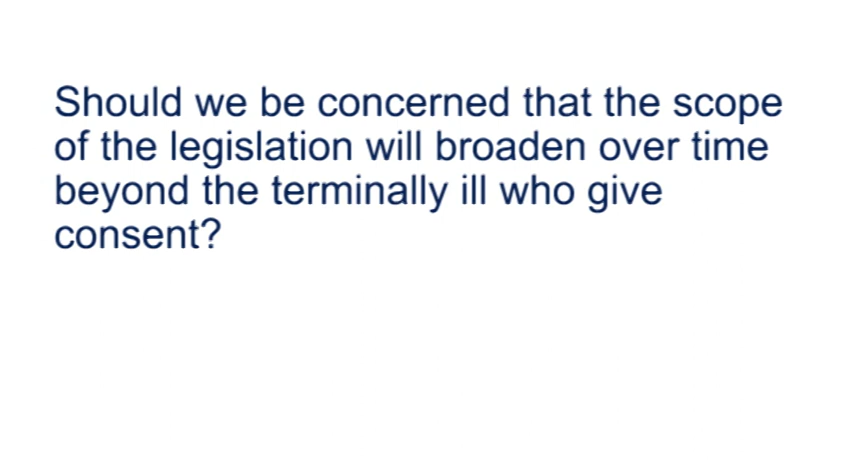 Should we be concerned that the scope
of the legislation will broaden over time
beyond the terminally ill who give
consent?